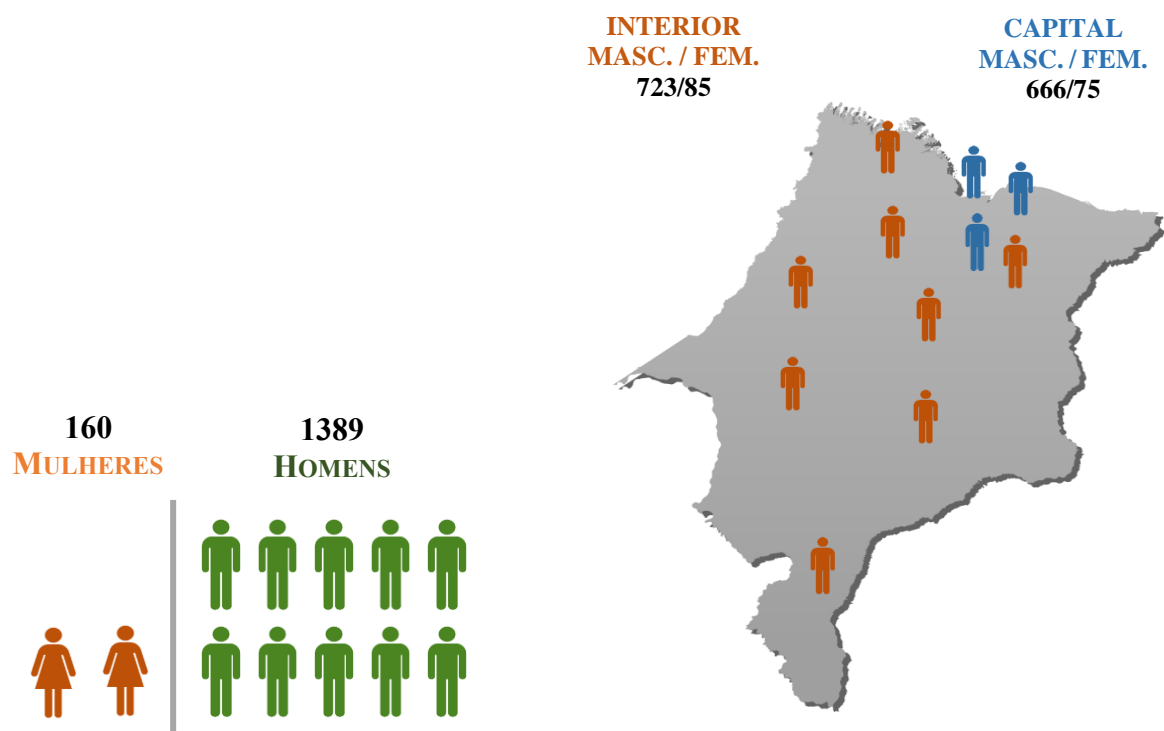 INTERIOR
MASC. / FEM.
723/85
CAPITAL
MASC. / FEM.
666/75
160
MULHERES
1389
HOMENS